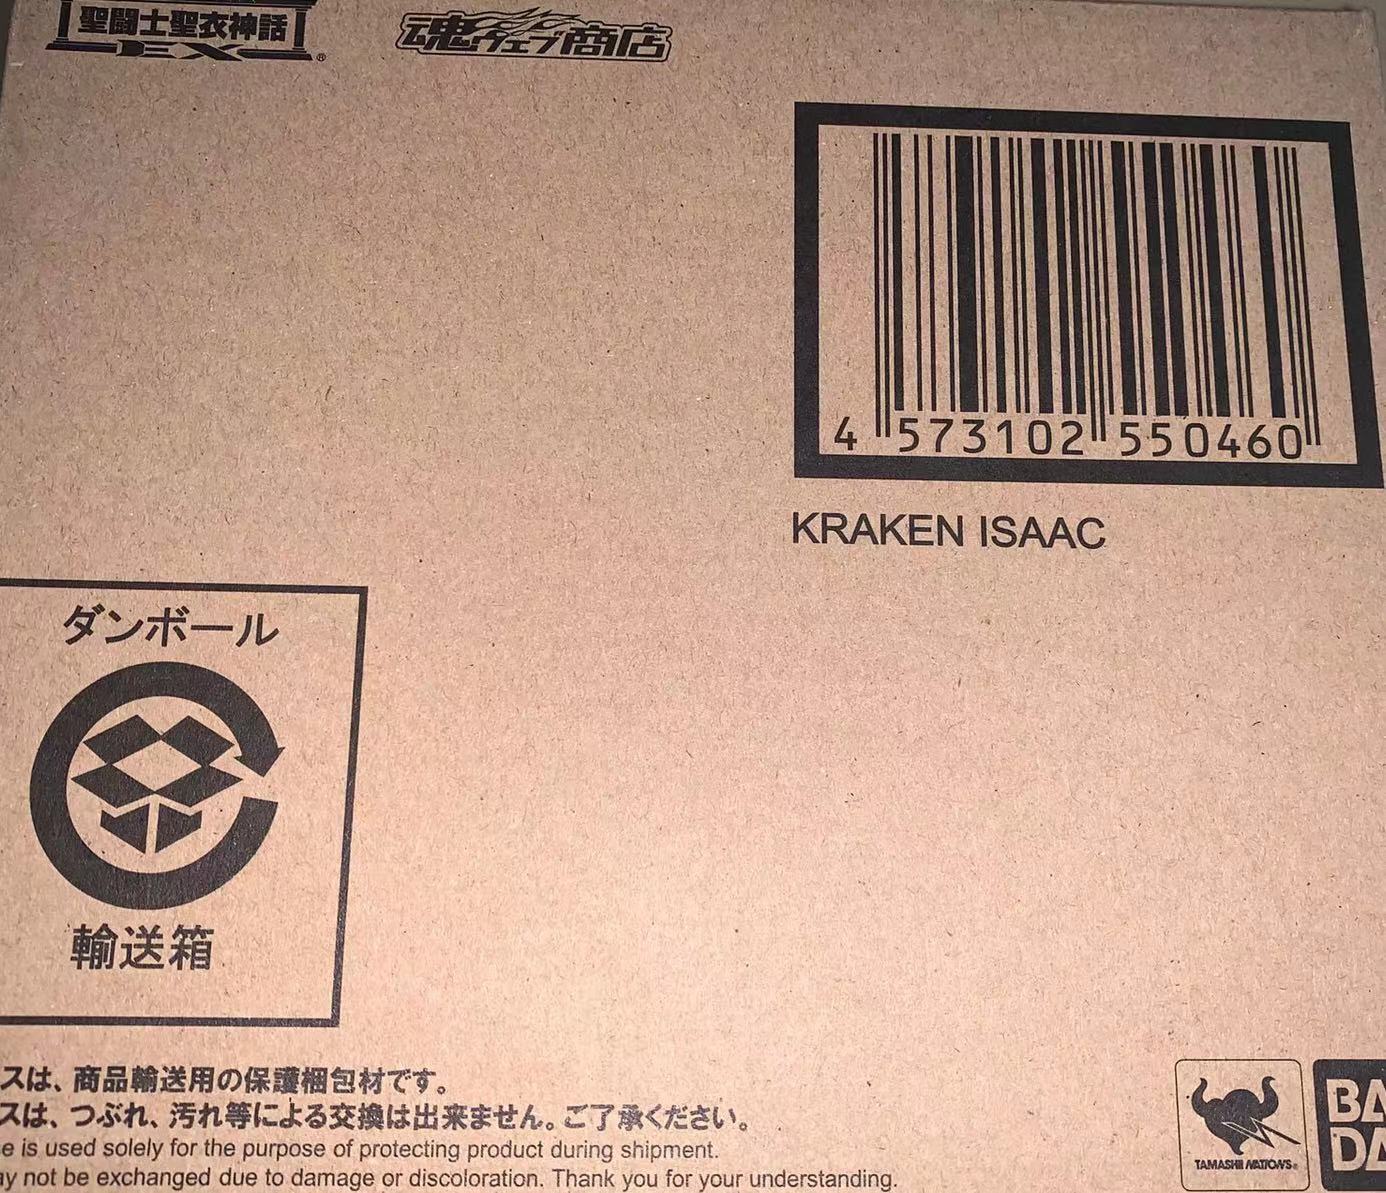 聖闘士聖衣神話
EX®
魂ウェブ商店
4 573102 550460
KRAKEN ISAAC
ダンボール
輸送箱
スは、商品輸送用の保護梱包材です。
スは、つぶれ、汚れ等による交換は出来ません。ご了承ください。
e is used solely for the purpose of protecting product during shipment.
ay not be exchanged due to damage or discoloration. Thank you for your understanding.
TAMASHII NATIONS®
BA
DA